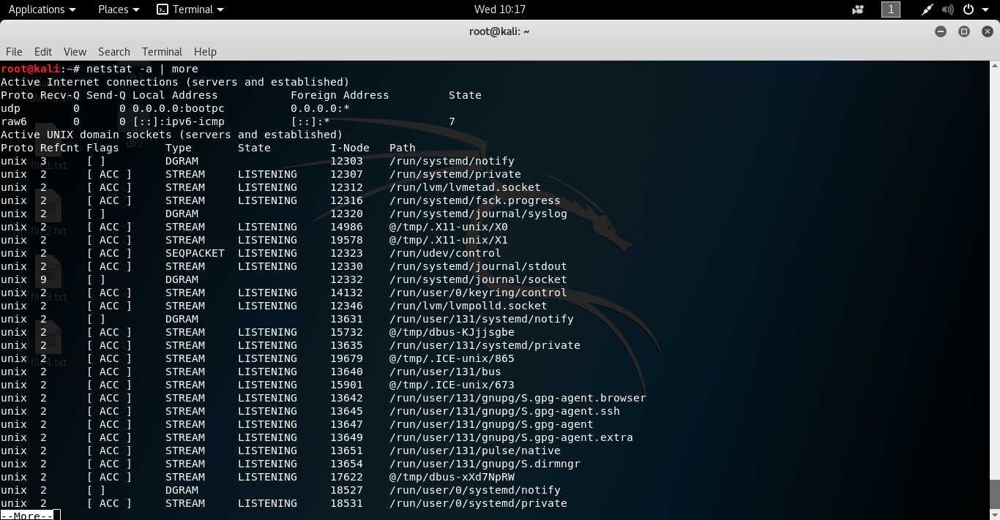 Applications Places Terminal Wed 10:17 1
root@kali: ~
File Edit View Search Terminal Help
root@kali:~# netstat -a | more
Active Internet connections (servers and established)
Proto Recv-Q Send-Q Local Address           Foreign Address         State
udp        0      0 0.0.0.0:bootpc          0.0.0.0:*
raw6       0      0 [::]:ipv6-icmp          [::]:*                  7
Active UNIX domain sockets (servers and established)
Proto RefCnt Flags       Type       State         I-Node   Path
unix  3      [ ]         DGRAM                    12303    /run/systemd/notify
unix  2      [ ACC ]     STREAM     LISTENING     12307    /run/systemd/private
unix  2      [ ACC ]     STREAM     LISTENING     12312    /run/lvm/lvmetad.socket
unix  2      [ ACC ]     STREAM     LISTENING     12316    /run/systemd/fsck.progress
unix  2      [ ]         DGRAM                    12320    /run/systemd/journal/syslog
unix  2      [ ACC ]     STREAM     LISTENING     14986    @/tmp/.X11-unix/X0
unix  2      [ ACC ]     STREAM     LISTENING     19578    @/tmp/.X11-unix/X1
unix  2      [ ACC ]     SEQPACKET  LISTENING     12323    /run/udev/control
unix  2      [ ACC ]     STREAM     LISTENING     12330    /run/systemd/journal/stdout
unix  9      [ ]         DGRAM                    12332    /run/systemd/journal/socket
unix  2      [ ACC ]     STREAM     LISTENING     14132    /run/user/0/keyring/control
unix  2      [ ACC ]     STREAM     LISTENING     12346    /run/lvm/lvmpolld.socket
unix  2      [ ]         DGRAM                    13631    /run/user/131/systemd/notify
unix  2      [ ACC ]     STREAM     LISTENING     15732    @/tmp/dbus-KJjjsgbe
unix  2      [ ACC ]     STREAM     LISTENING     13635    /run/user/131/systemd/private
unix  2      [ ACC ]     STREAM     LISTENING     19679    @/tmp/.ICE-unix/865
unix  2      [ ACC ]     STREAM     LISTENING     13640    /run/user/131/bus
unix  2      [ ACC ]     STREAM     LISTENING     15901    @/tmp/.ICE-unix/673
unix  2      [ ACC ]     STREAM     LISTENING     13642    /run/user/131/gnupg/S.gpg-agent.browser
unix  2      [ ACC ]     STREAM     LISTENING     13645    /run/user/131/gnupg/S.gpg-agent.ssh
unix  2      [ ACC ]     STREAM     LISTENING     13647    /run/user/131/gnupg/S.gpg-agent
unix  2      [ ACC ]     STREAM     LISTENING     13649    /run/user/131/gnupg/S.gpg-agent.extra
unix  2      [ ACC ]     STREAM     LISTENING     13651    /run/user/131/pulse/native
unix  2      [ ACC ]     STREAM     LISTENING     13654    /run/user/131/gnupg/S.dirmngr
unix  2      [ ACC ]     STREAM     LISTENING     17622    @/tmp/dbus-xXd7NpRW
unix  2      [ ]         DGRAM                    18527    /run/user/0/systemd/notify
unix  2      [ ACC ]     STREAM     LISTENING     18531    /run/user/0/systemd/private
--More--
dir1
dir2
file1.txt
file2.txt
file3.txt
file4.txt